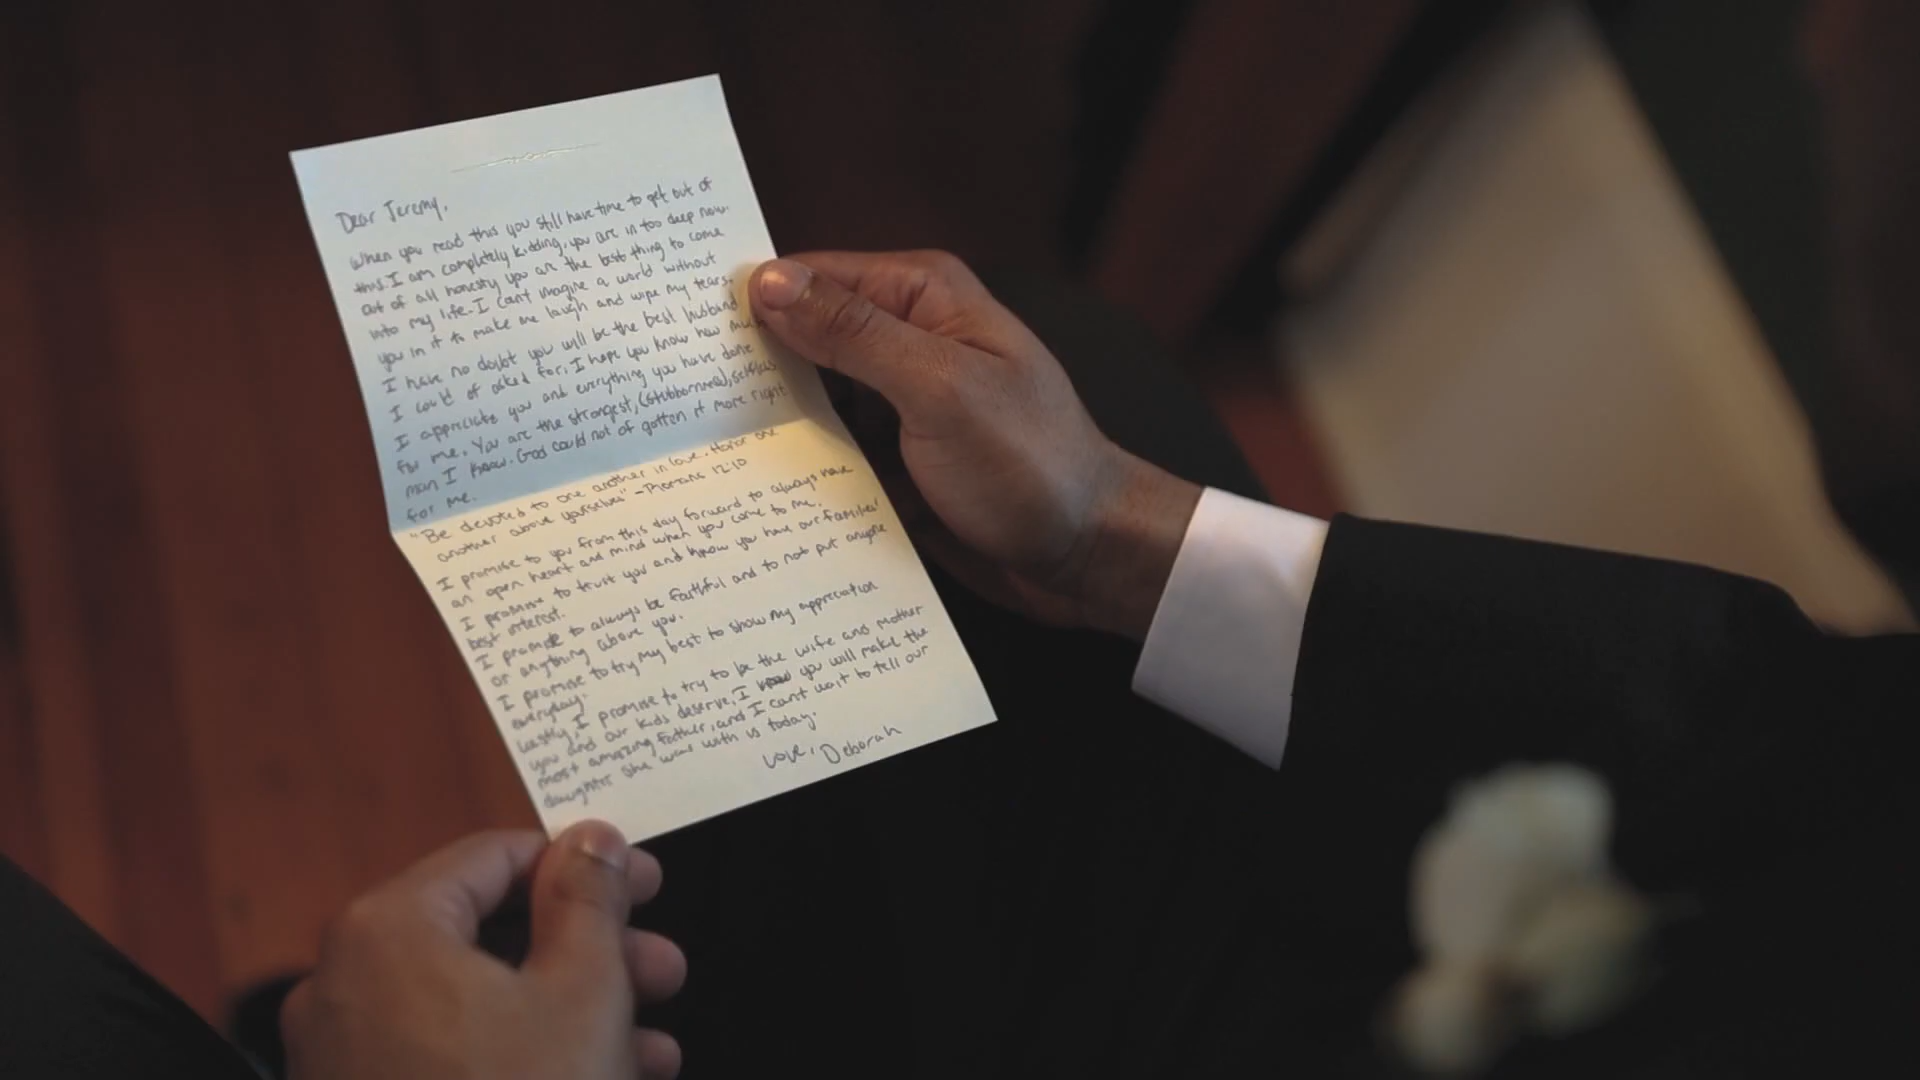 Dear Jeremy,
When you read this you still have time to get out of
this. I am completely kidding, you are in too deep now.
Out of all honesty you are the best thing to come
into my life. I can't imagine a world without
you in it to make me laugh and wipe my tears.
I have no doubt you will be the best husband
I could of asked for. I hope you know how
I appreciate you and everything you have done
for me. You are the strongest, (stubbornness), selfless
man I know. God could not of gotten it more right
for me.
"Be devoted to one another in love. Honor one
another above yourselves" - Romans 12:10
I promise to you from this day forward to always have
an open heart and mind when you come to me.
I promise to trust you and know you have our families'
best interest.
I promise to always be faithful and to not put anyone
or anything above you.
I promise to try my best to show my appreciation
everyday.
Lastly, I promise to try to be the wife and mother
you and our kids deserve. I know you will make the
most amazing father, and I can't wait to tell our
daughter she was with us today.
Love, Deborah